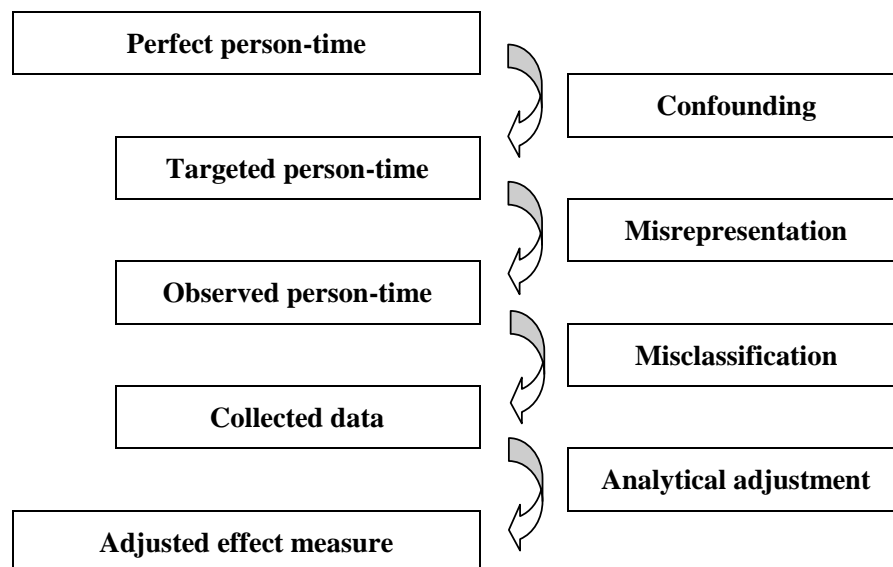 Perfect person-time
Confounding
Targeted person-time
Misrepresentation
Observed person-time
Misclassification
Collected data
Analytical adjustment
Adjusted effect measure